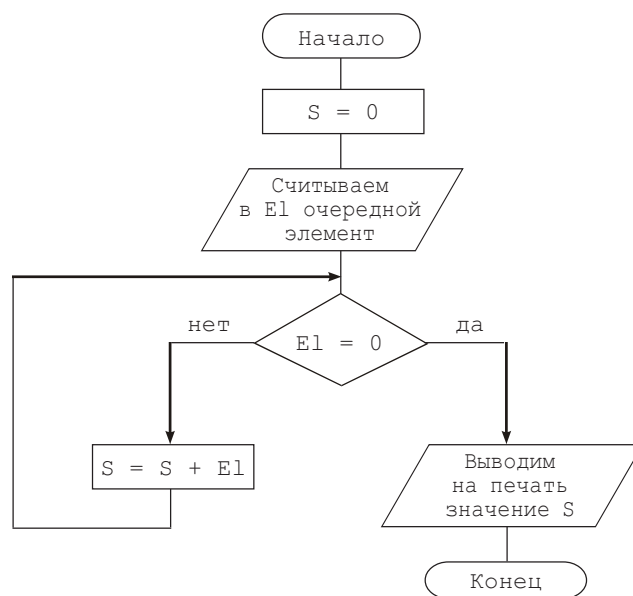 Начало
S = 0
Считываем
в El очередной
элемент
нет
El = 0
да
S = S + El
Выводим
на печать
значение S
Конец